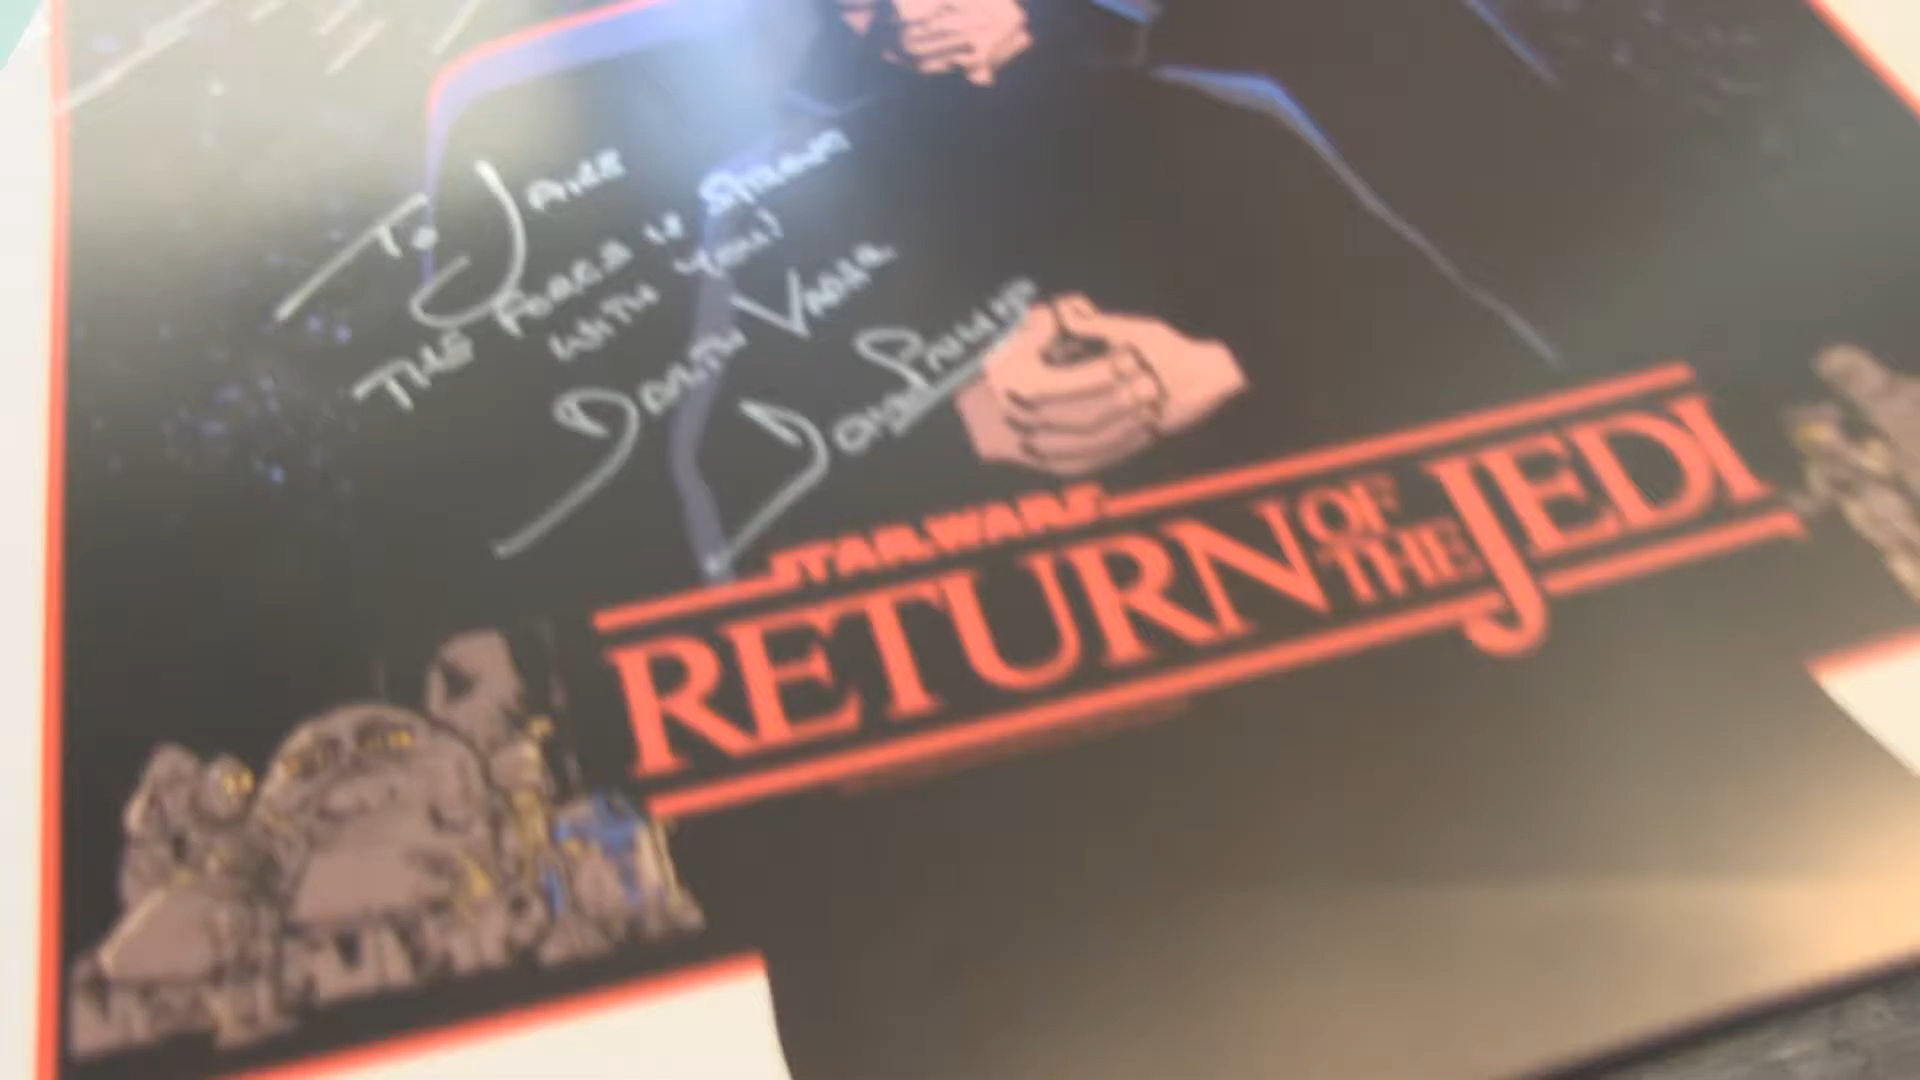 To Jake
THE FORCE IS STRONG
WITH YOU!
DARTH VADER
STAR WARS
RETURN OF THE JEDI